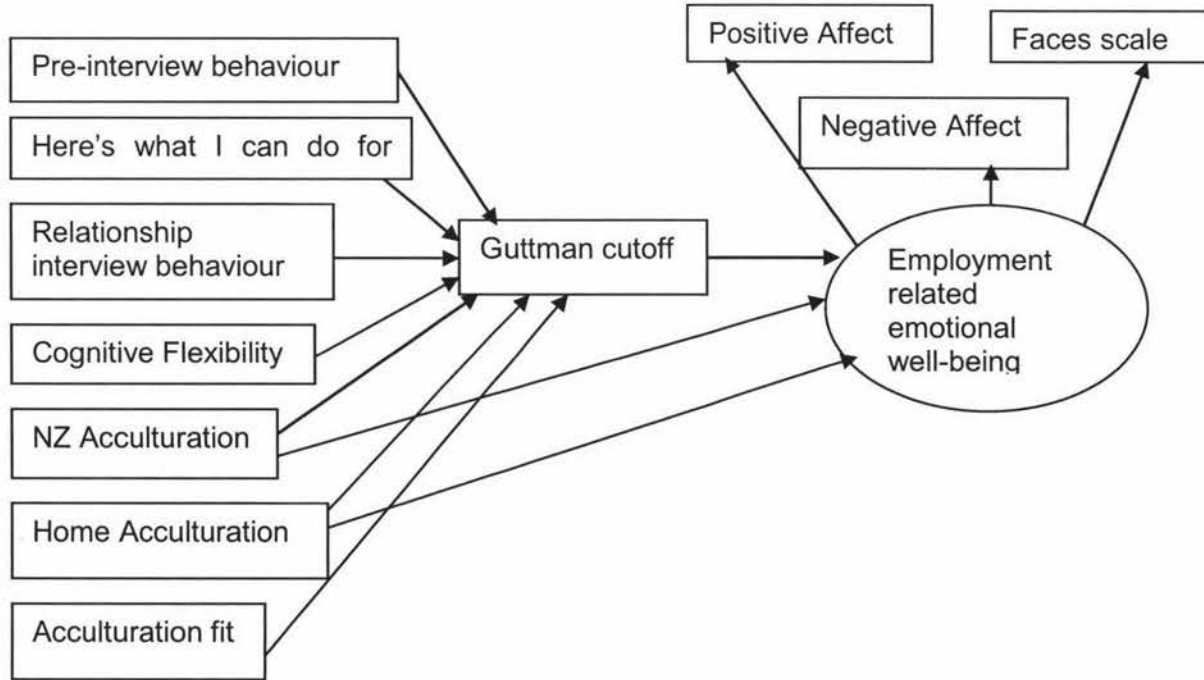 Positive Affect
Faces scale
Pre-interview behaviour
Negative Affect
Here's what I can do for
Relationship
interview behaviour
Guttman cutoff
Employment
related
emotional
well-being
Cognitive Flexibility
NZ Acculturation
Home Acculturation
Acculturation fit